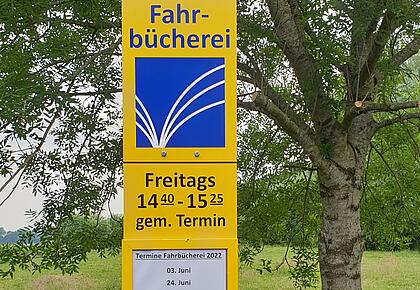 Fahr-
bücherei
Freitags
14 40 - 15 25
gem. Termin
Termine Fahrbücherei 2022
03. Juni
24. Juni